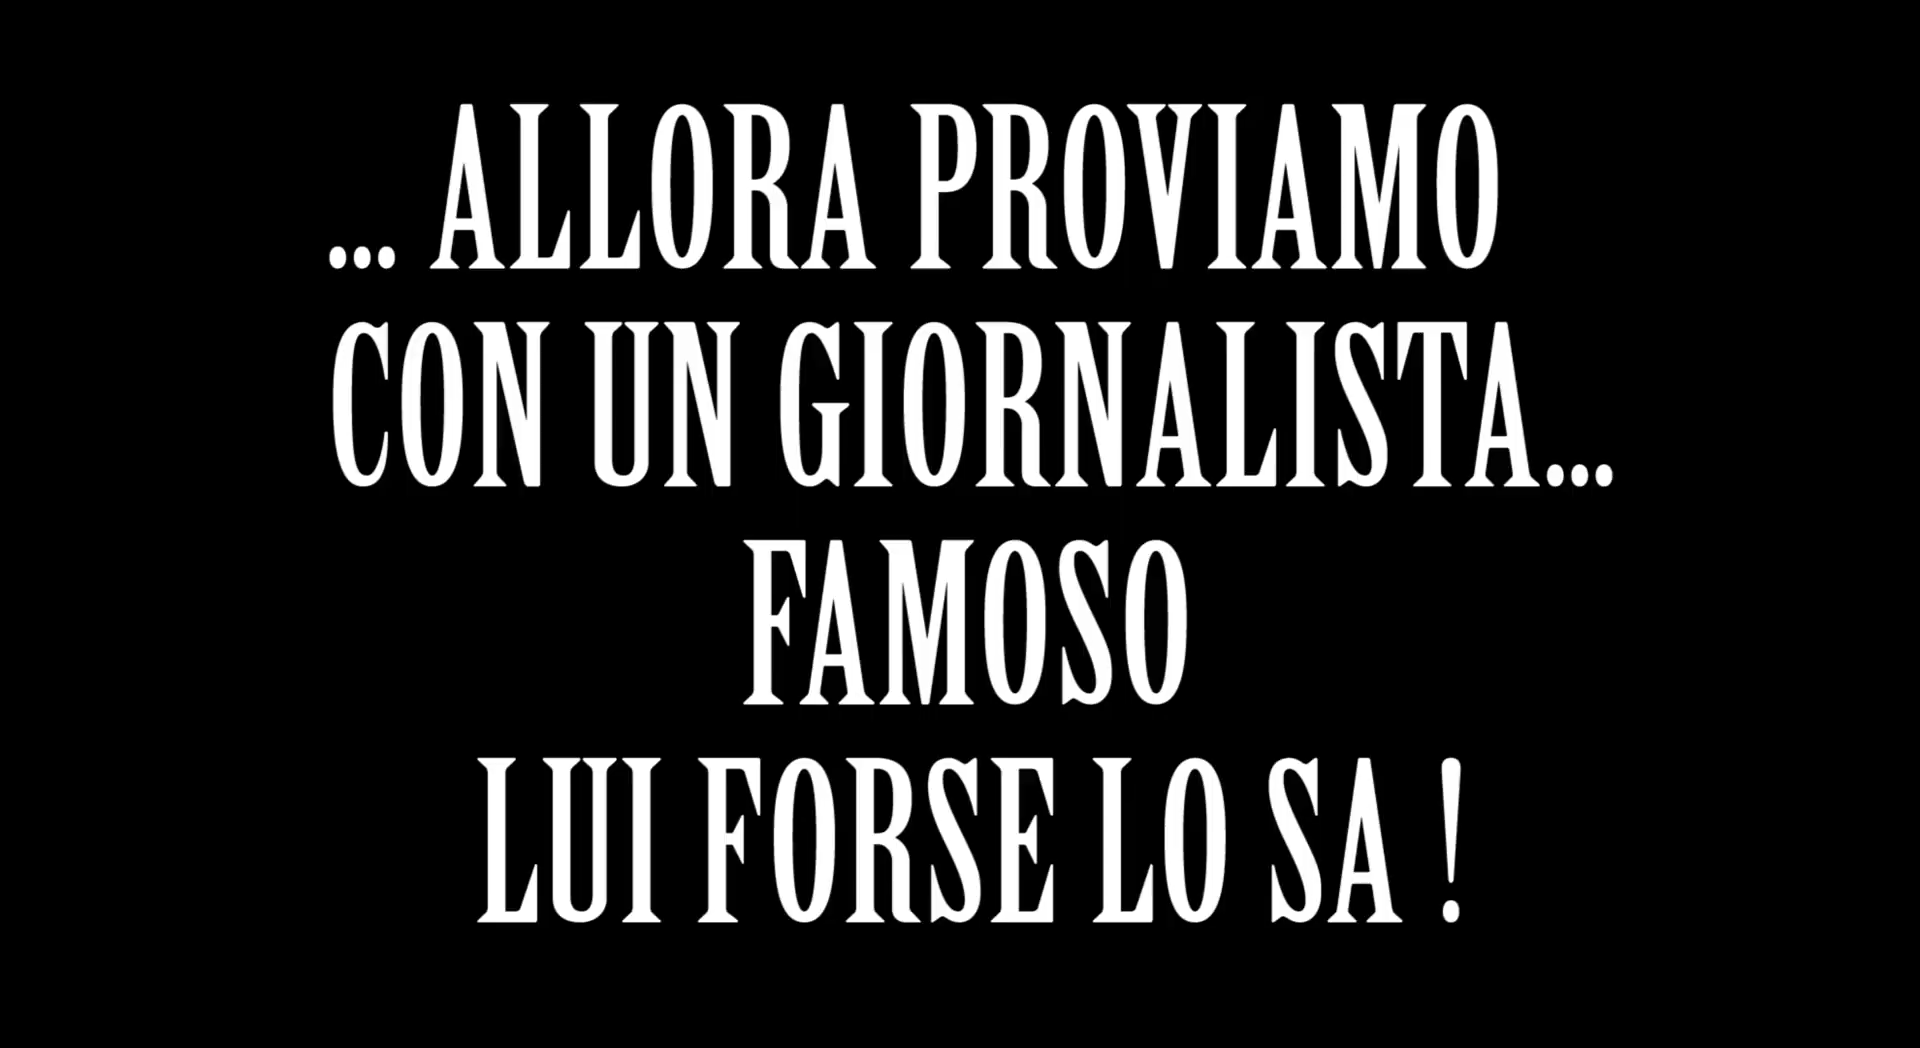 ... ALLORA PROVIAMO
CON UN GIORNALISTA...
FAMOSO
LUI FORSE LO SA !